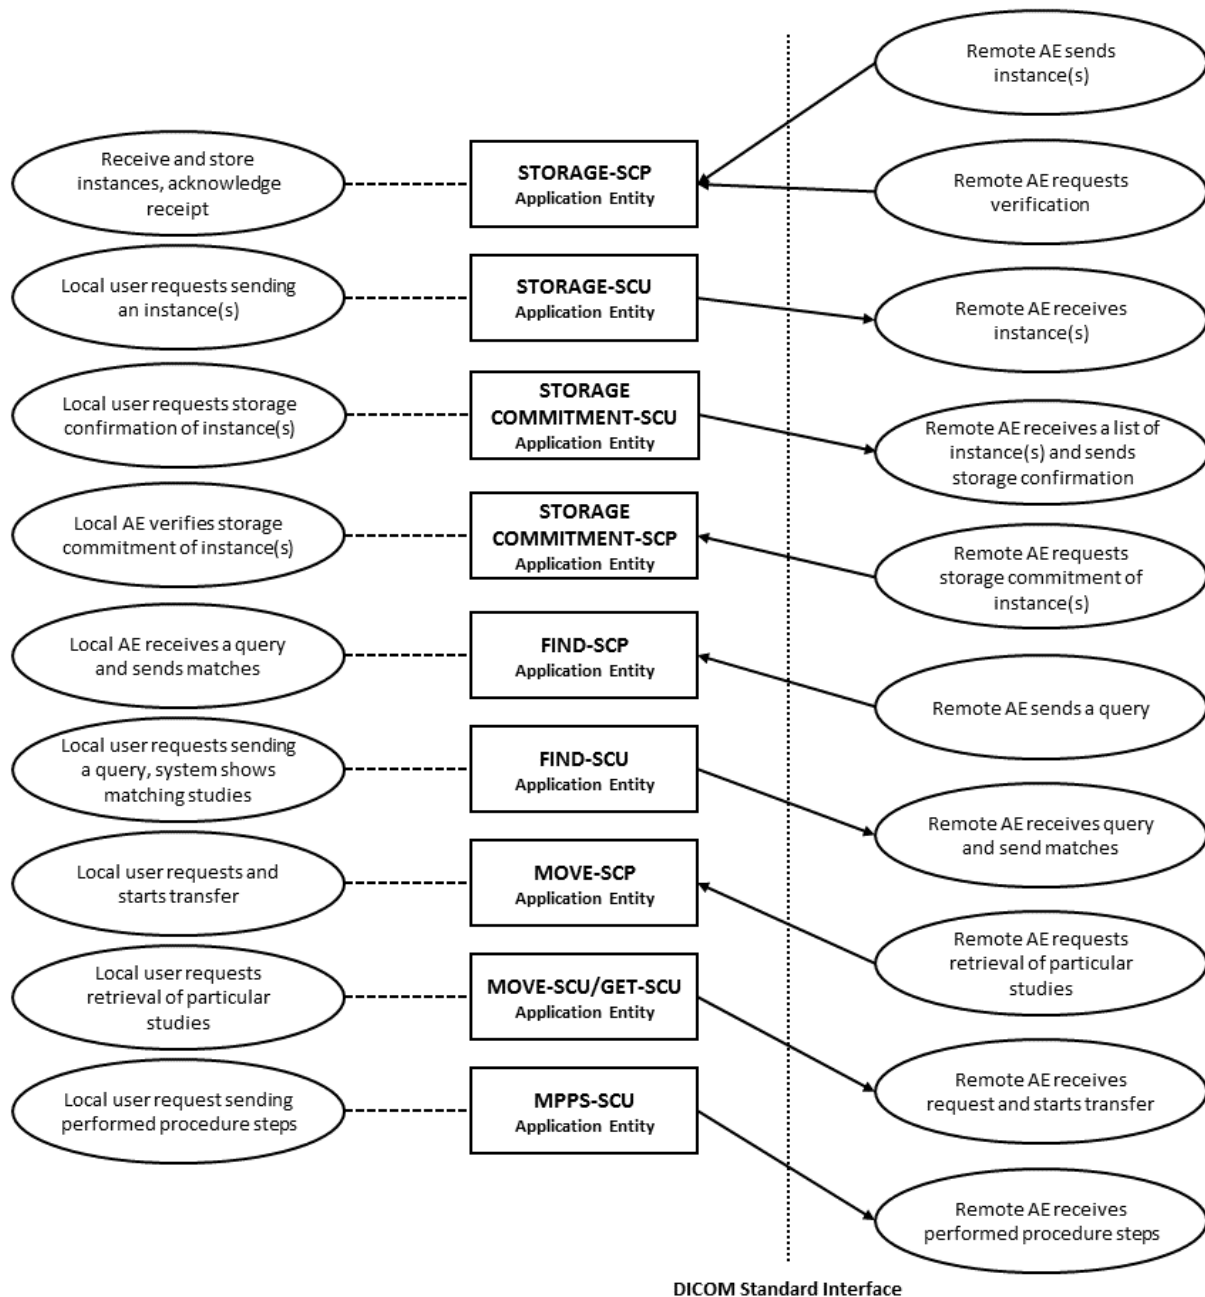 Remote AE sends
instance(s)
Receive and store
instances, acknowledge
receipt
STORAGE-SCP
Application Entity
Remote AE requests
verification
Local user requests sending
an instance(s)
STORAGE-SCU
Application Entity
Remote AE receives
instance(s)
Local user requests storage
confirmation of instance(s)
STORAGE
COMMITMENT-SCU
Application Entity
Remote AE receives a list of
instance(s) and sends
storage confirmation
Local AE verifies storage
commitment of instance(s)
STORAGE
COMMITMENT-SCP
Application Entity
Remote AE requests
storage commitment of
instance(s)
Local AE receives a query
and sends matches
FIND-SCP
Application Entity
Remote AE sends a query
Local user requests sending
a query, system shows
matching studies
FIND-SCU
Application Entity
Remote AE receives query
and send matches
Local user requests and
starts transfer
MOVE-SCP
Application Entity
Remote AE requests
retrieval of particular
studies
Local user requests
retrieval of particular
studies
MOVE-SCU/GET-SCU
Application Entity
Remote AE receives
request and starts transfer
Local user request sending
performed procedure steps
MPPS-SCU
Application Entity
Remote AE receives
performed procedure steps
DICOM Standard Interface